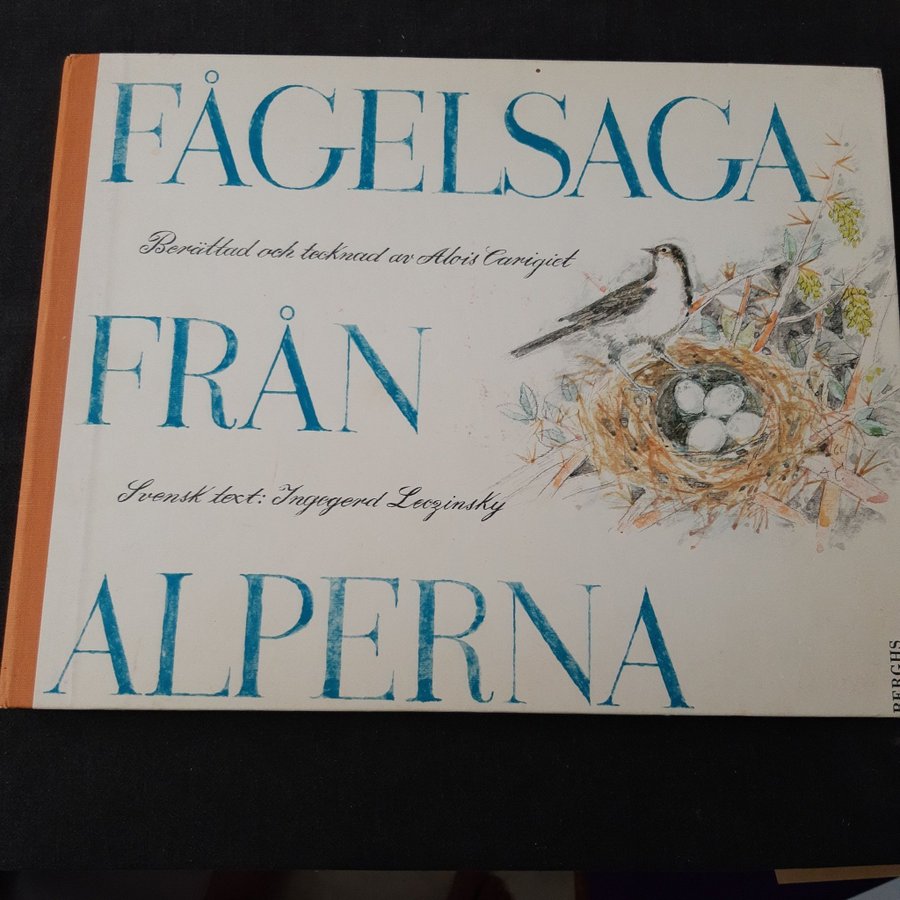 FÅGELSAGA
Berättad och tecknad av Alois Carigiet
FRÅN
Svensk text: Ingegerd Leczinsky
ALPERNA
BERGHS